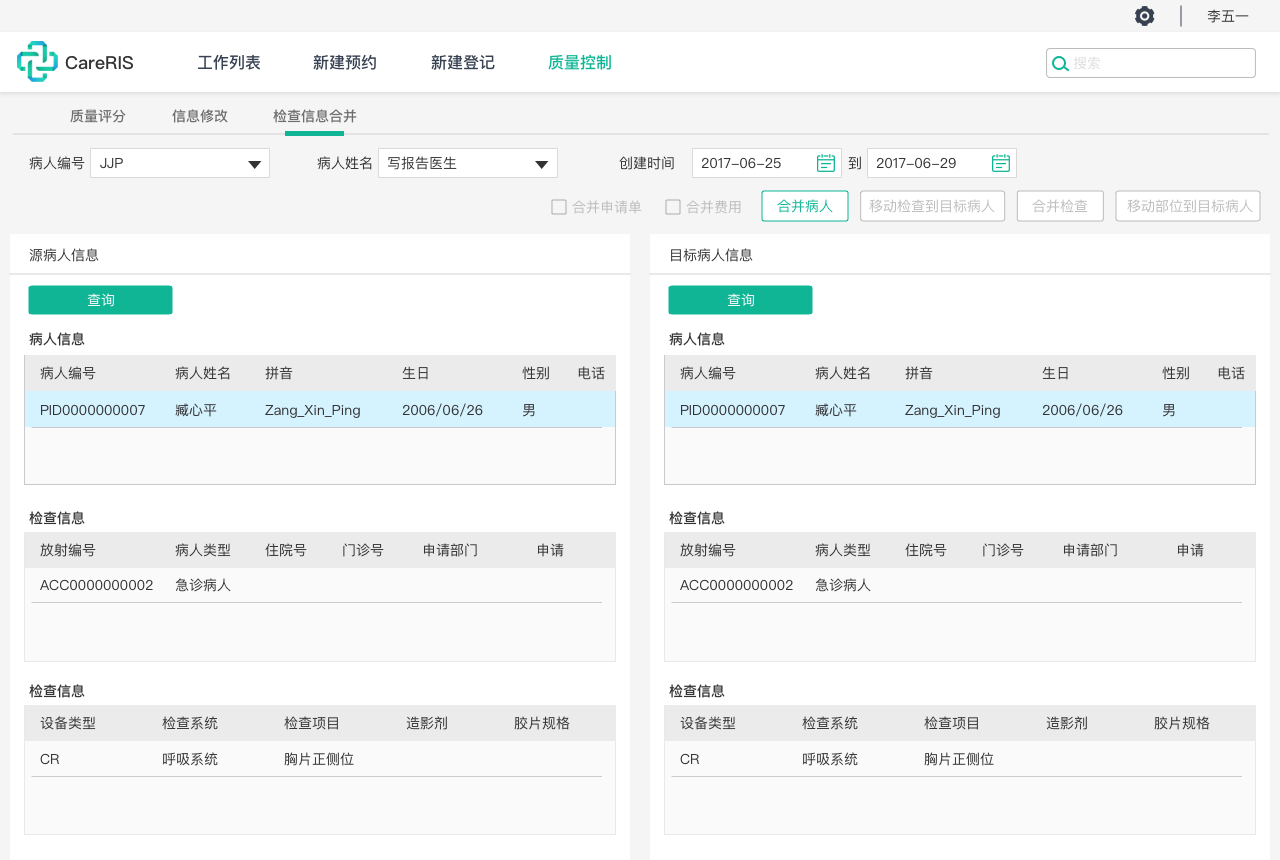 李五一
CareRIS 工作列表 新建预约 新建登记 质量控制 搜索
质量评分 信息修改 检查信息合并
病人编号 JJP 病人姓名 写报告医生 创建时间 2017-06-25 到 2017-06-29
合并申请单 合并费用 合并病人 移动检查到目标病人 合并检查 移动部位到目标病人
源病人信息
查询
病人信息
病人编号 病人姓名 拼音 生日 性别 电话
PID0000000007 臧心平 Zang_Xin_Ping 2006/06/26 男
检查信息
放射编号 病人类型 住院号 门诊号 申请部门 申请
ACC0000000002 急诊病人
检查信息
设备类型 检查系统 检查项目 造影剂 胶片规格
CR 呼吸系统 胸片正侧位
目标病人信息
查询
病人信息
病人编号 病人姓名 拼音 生日 性别 电话
PID0000000007 臧心平 Zang_Xin_Ping 2006/06/26 男
检查信息
放射编号 病人类型 住院号 门诊号 申请部门 申请
ACC0000000002 急诊病人
检查信息
设备类型 检查系统 检查项目 造影剂 胶片规格
CR 呼吸系统 胸片正侧位